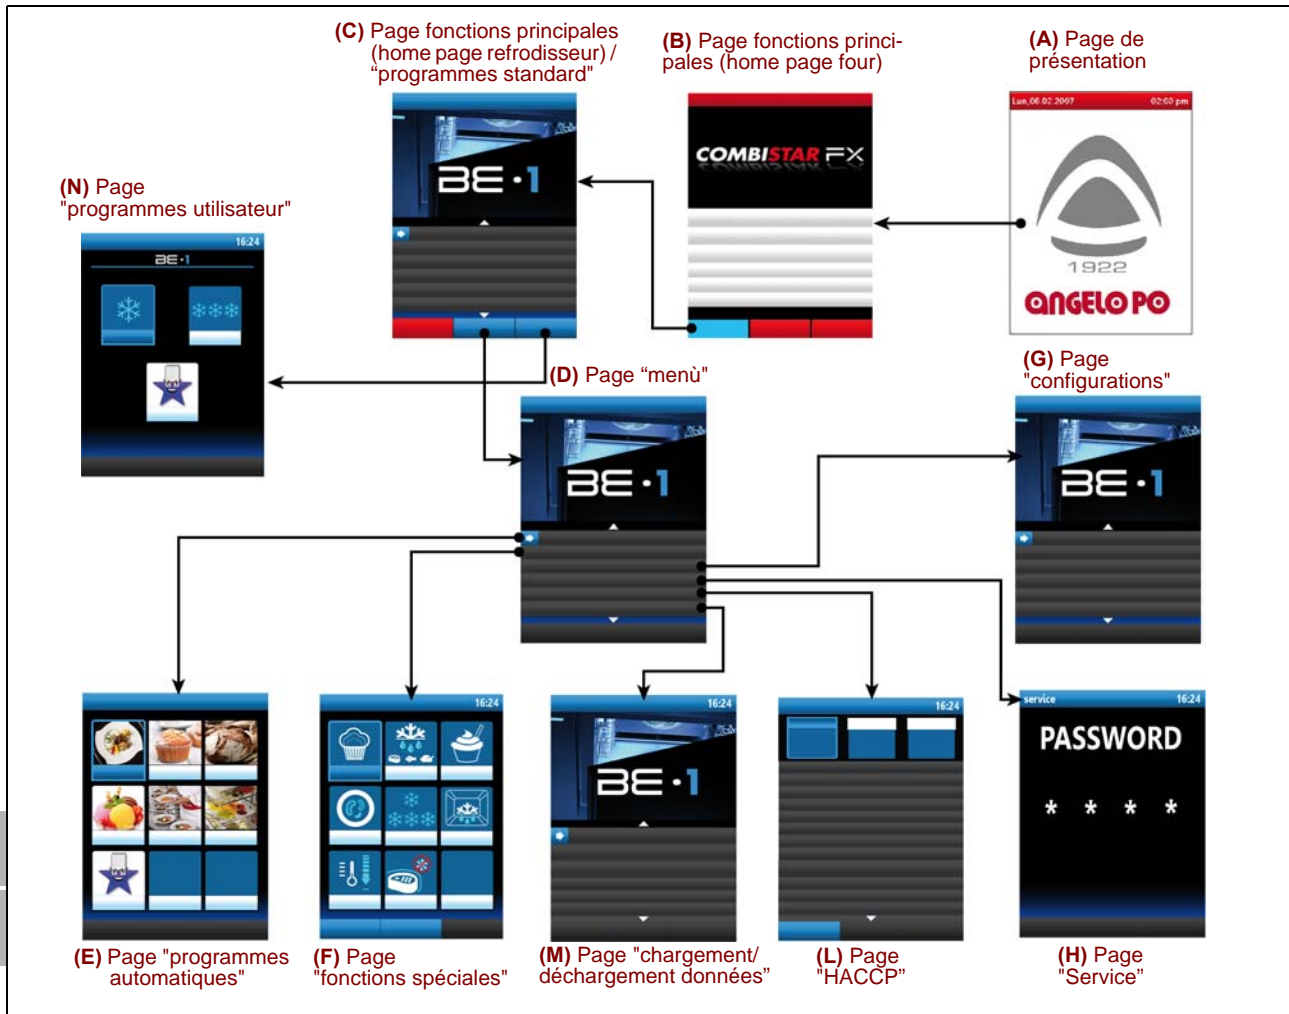 (C) Page fonctions principales
(home page refrodisseur) /
“programmes standard"
(B) Page fonctions princi-
pales (home page four)
(A) Page de
présentation
Lun,06.02.2007 02:00 pm
COMBISTAR FX
BE·1
1922
ANGELO PO
(N) Page
"programmes utilisateur"
16:24
BE·1
(D) Page “menù"
(G) Page
"configurations"
BE·1
BE·1
16:24
16:24
16:24
BE·1
16:24
service 16:24
PASSWORD
* * * *
(E) Page "programmes
automatiques"
(F) Page
"fonctions spéciales"
(M) Page "chargement/
déchargement données”
(L) Page
"HACCP”
(H) Page
"Service”